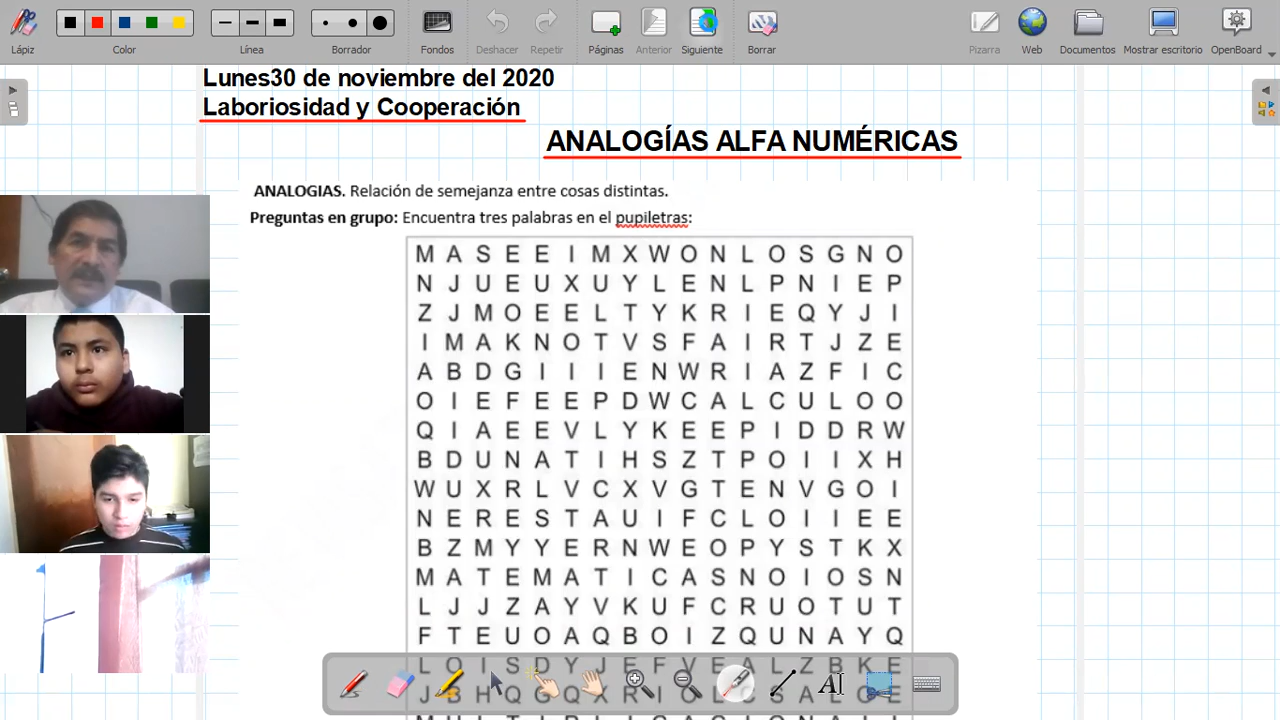 Lápiz
Color
Línea
Borrador
Fondos
Deshacer
Repetir
Páginas
Anterior
Siguiente
Borrar
Pizarra
Web
Documentos
Mostrar escritorio
OpenBoard
Lunes30 de noviembre del 2020
Laboriosidad y Cooperación
ANALOGÍAS ALFA NUMÉRICAS
ANALOGIAS. Relación de semejanza entre cosas distintas.
Preguntas en grupo: Encuentra tres palabras en el pupiletras:
M A S E E I M X W O N L O S G N O
N J U E U X U Y L E N L P N I E P
Z J M O E E L T Y K R I E Q Y J I
I M A K N O T V S F A I R T J Z E
A B D G I I I E N W R I A Z F I C
O I E F E E P D W C A L C U L O O
Q I A E E V L Y K E E P I D D R W
B D U N A T I H S Z T P O I I X H
W U X R L V C X V G T E N V G O I
N E R E S T A U I F C L O I I E E
B Z M Y Y E R N W E O P Y S T K X
M A T E M A T I C A S N O I O S N
L J J Z A Y V K U F C R U O T U T
F T E U O A Q B O I Z Q U N A Y Q
L O I S D Y J E F V E A L Z B K E
J B H Q G Q X R I O L C S A L O E